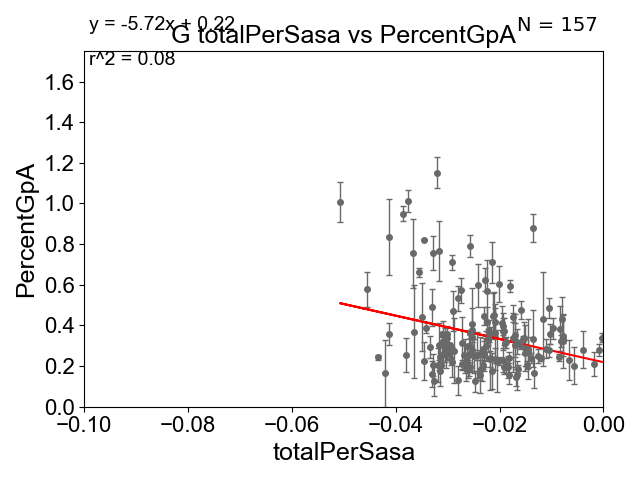 y = -5.72x + 0.22
G totalPerSasa vs PercentGpA
N = 157
r^2 = 0.08
1.6
1.4
1.2
1.0
0.8
0.6
0.4
0.2
0.0
PercentGpA
−0.10 −0.08 −0.06 −0.04 −0.02 0.00
totalPerSasa